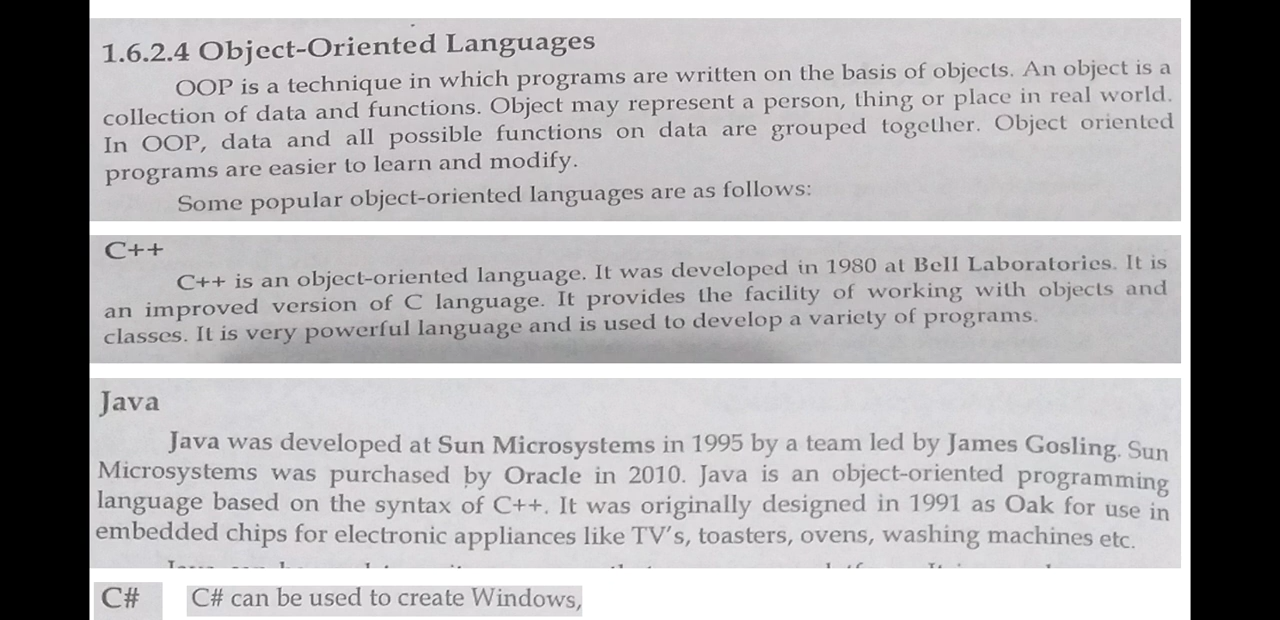 1.6.2.4 Object-Oriented Languages
OOP is a technique in which programs are written on the basis of objects. An object is a
collection of data and functions. Object may represent a person, thing or place in real world.
In OOP, data and all possible functions on data are grouped together. Object oriented
programs are easier to learn and modify.
Some popular object-oriented languages are as follows:
C++
C++ is an object-oriented language. It was developed in 1980 at Bell Laboratories. It is
an improved version of C language. It provides the facility of working with objects and
classes. It is very powerful language and is used to develop a variety of programs.
Java
Java was developed at Sun Microsystems in 1995 by a team led by James Gosling. Sun
Microsystems was purchased by Oracle in 2010. Java is an object-oriented programming
language based on the syntax of C++. It was originally designed in 1991 as Oak for use in
embedded chips for electronic appliances like TV's, toasters, ovens, washing machines etc.
C# C# can be used to create Windows,